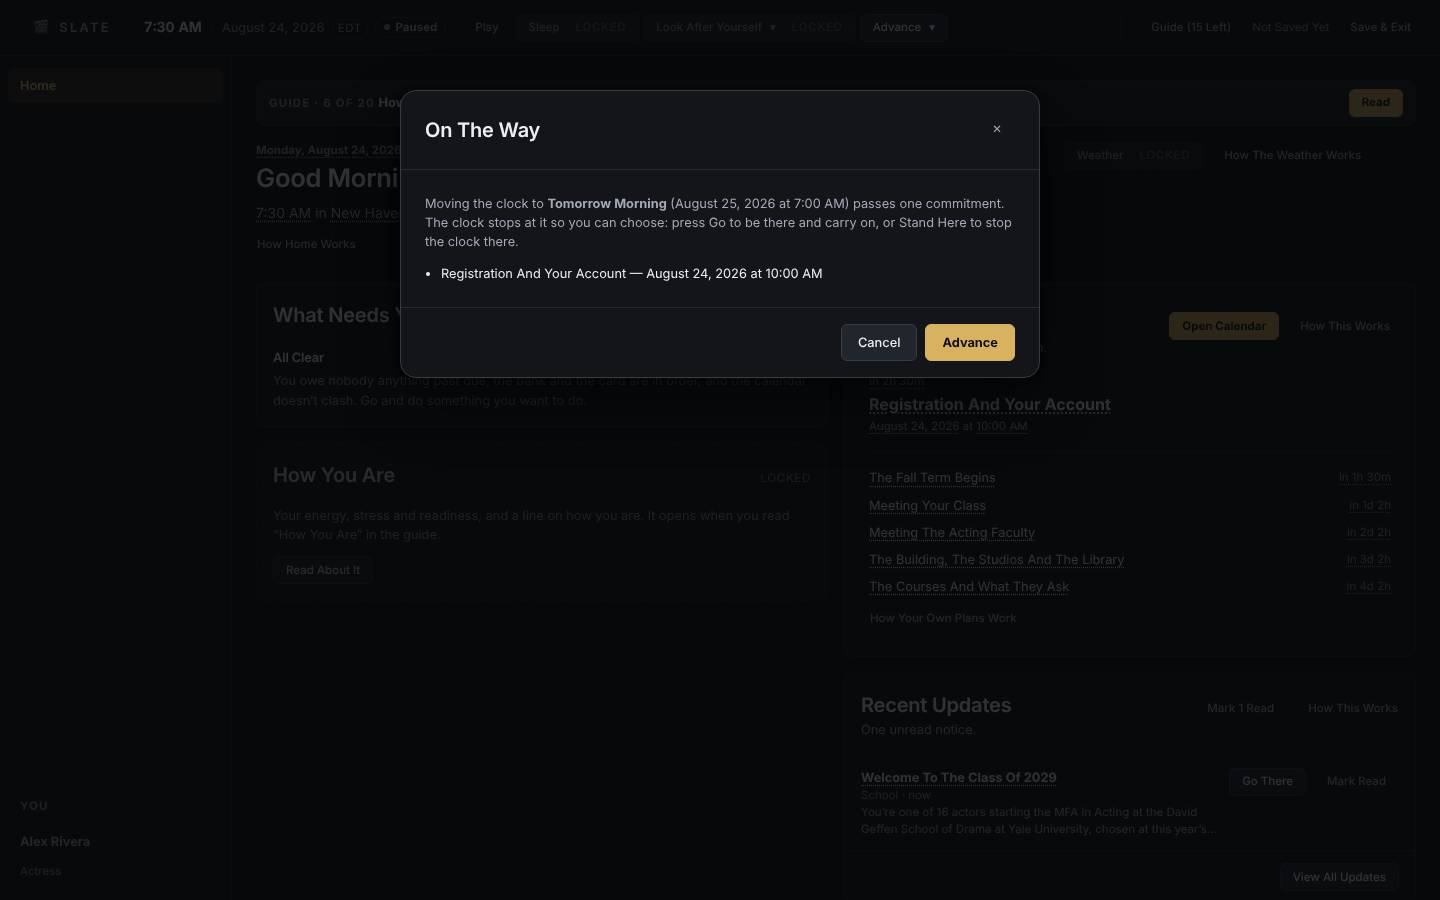 SLATE
7:30 AM August 24, 2026 EDT Paused Play Sleep LOCKED Look After Yourself ▾ LOCKED Advance ▾ Guide (15 Left) Not Saved Yet Save & Exit
Home
GUIDE · 6 OF 20 How
Read
Monday, August 24, 2026
Weather LOCKED How The Weather Works
Good Morni
7:30 AM in New Have
How Home Works
On The Way
×
Moving the clock to Tomorrow Morning (August 25, 2026 at 7:00 AM) passes one commitment.
The clock stops at it so you can choose: press Go to be there and carry on, or Stand Here to stop
the clock there.
• Registration And Your Account — August 24, 2026 at 10:00 AM
Cancel Advance
What Needs Y
All Clear
You owe nobody anything past due, the bank and the card are in order, and the calendar
doesn't clash. Go and do something you want to do.
How You Are LOCKED
Your energy, stress and readiness, and a line on how you are. It opens when you read
"How You Are" in the guide.
Read About It
Open Calendar How This Works
in 2h 30m
Registration And Your Account
August 24, 2026 at 10:00 AM
The Fall Term Begins in 1h 30m
Meeting Your Class in 1d 2h
Meeting The Acting Faculty in 2d 2h
The Building, The Studios And The Library in 3d 2h
The Courses And What They Ask in 4d 2h
How Your Own Plans Work
Recent Updates Mark 1 Read How This Works
One unread notice.
Welcome To The Class Of 2029 Go There Mark Read
School · now
You're one of 16 actors starting the MFA in Acting at the David
Geffen School of Drama at Yale University, chosen at this year's...
View All Updates
YOU
Alex Rivera
Actress